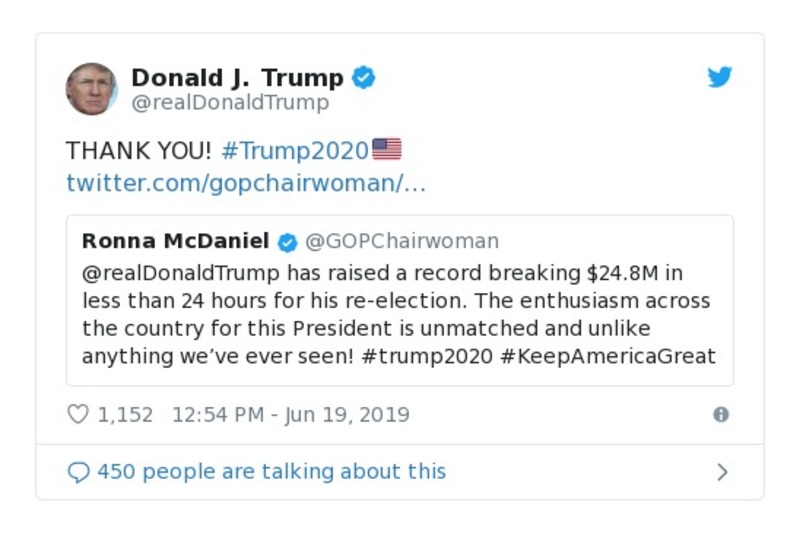 Donald J. Trump
@realDonaldTrump
THANK YOU! #Trump2020🇺🇸
twitter.com/gopchairwoman/…
Ronna McDaniel @GOPChairwoman
@realDonaldTrump has raised a record breaking $24.8M in
less than 24 hours for his re-election. The enthusiasm across
the country for this President is unmatched and unlike
anything we’ve ever seen! #trump2020 #KeepAmericaGreat
1,152 12:54 PM - Jun 19, 2019
450 people are talking about this